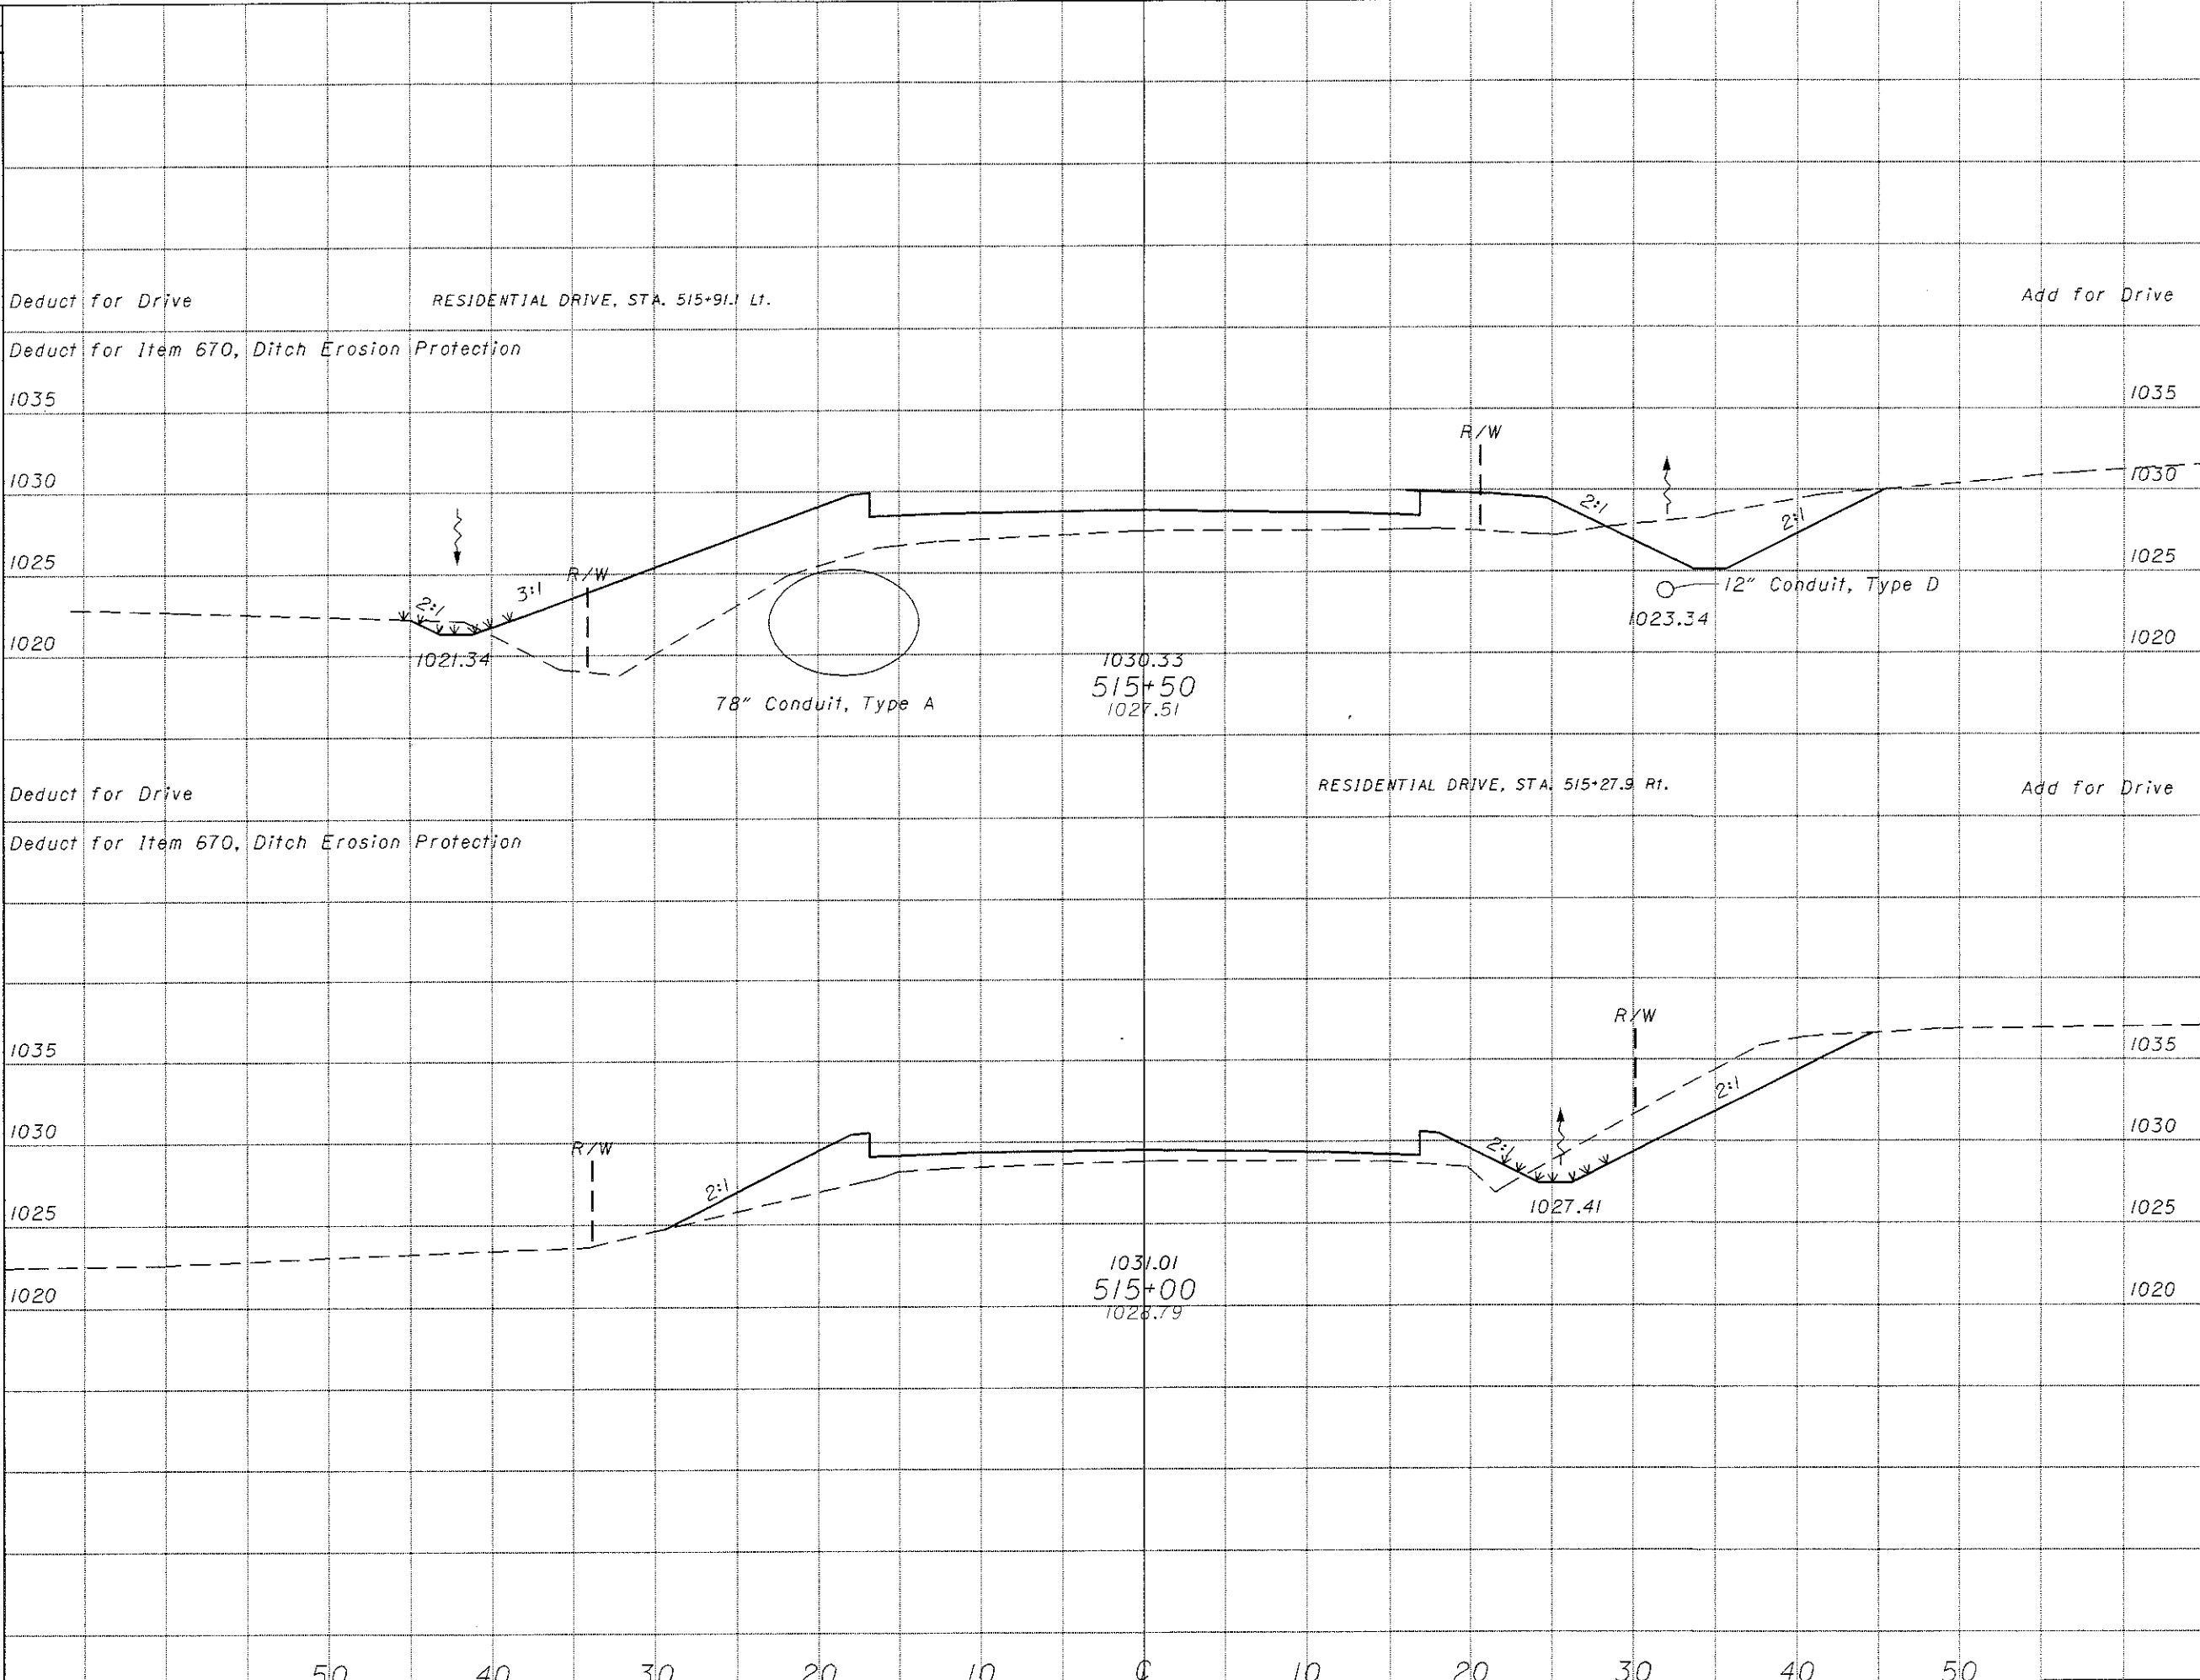 Deduct for Drive RESIDENTIAL DRIVE, STA. 515+91.1 Lt. Add for Drive
Deduct for Item 670, Ditch Erosion Protection
1035 1035
R/W
1030 1030
2:1 2:1
1025 R/W 1025
2:1 3:1 12" Conduit, Type D
1023.34
1020 1021.34 1030.33 1020
515+50
78" Conduit, Type A 1027.51
Deduct for Drive RESIDENTIAL DRIVE, STA. 515+27.9 Rt. Add for Drive
Deduct for Item 670, Ditch Erosion Protection
R/W
1035 1035
2:1
1030 1030
R/W 2:1
2:1
1025 1027.41 1025
1031.01
515+00
1020 1028.79 1020
50 40 30 20 10 ℄ 10 20 30 40 50